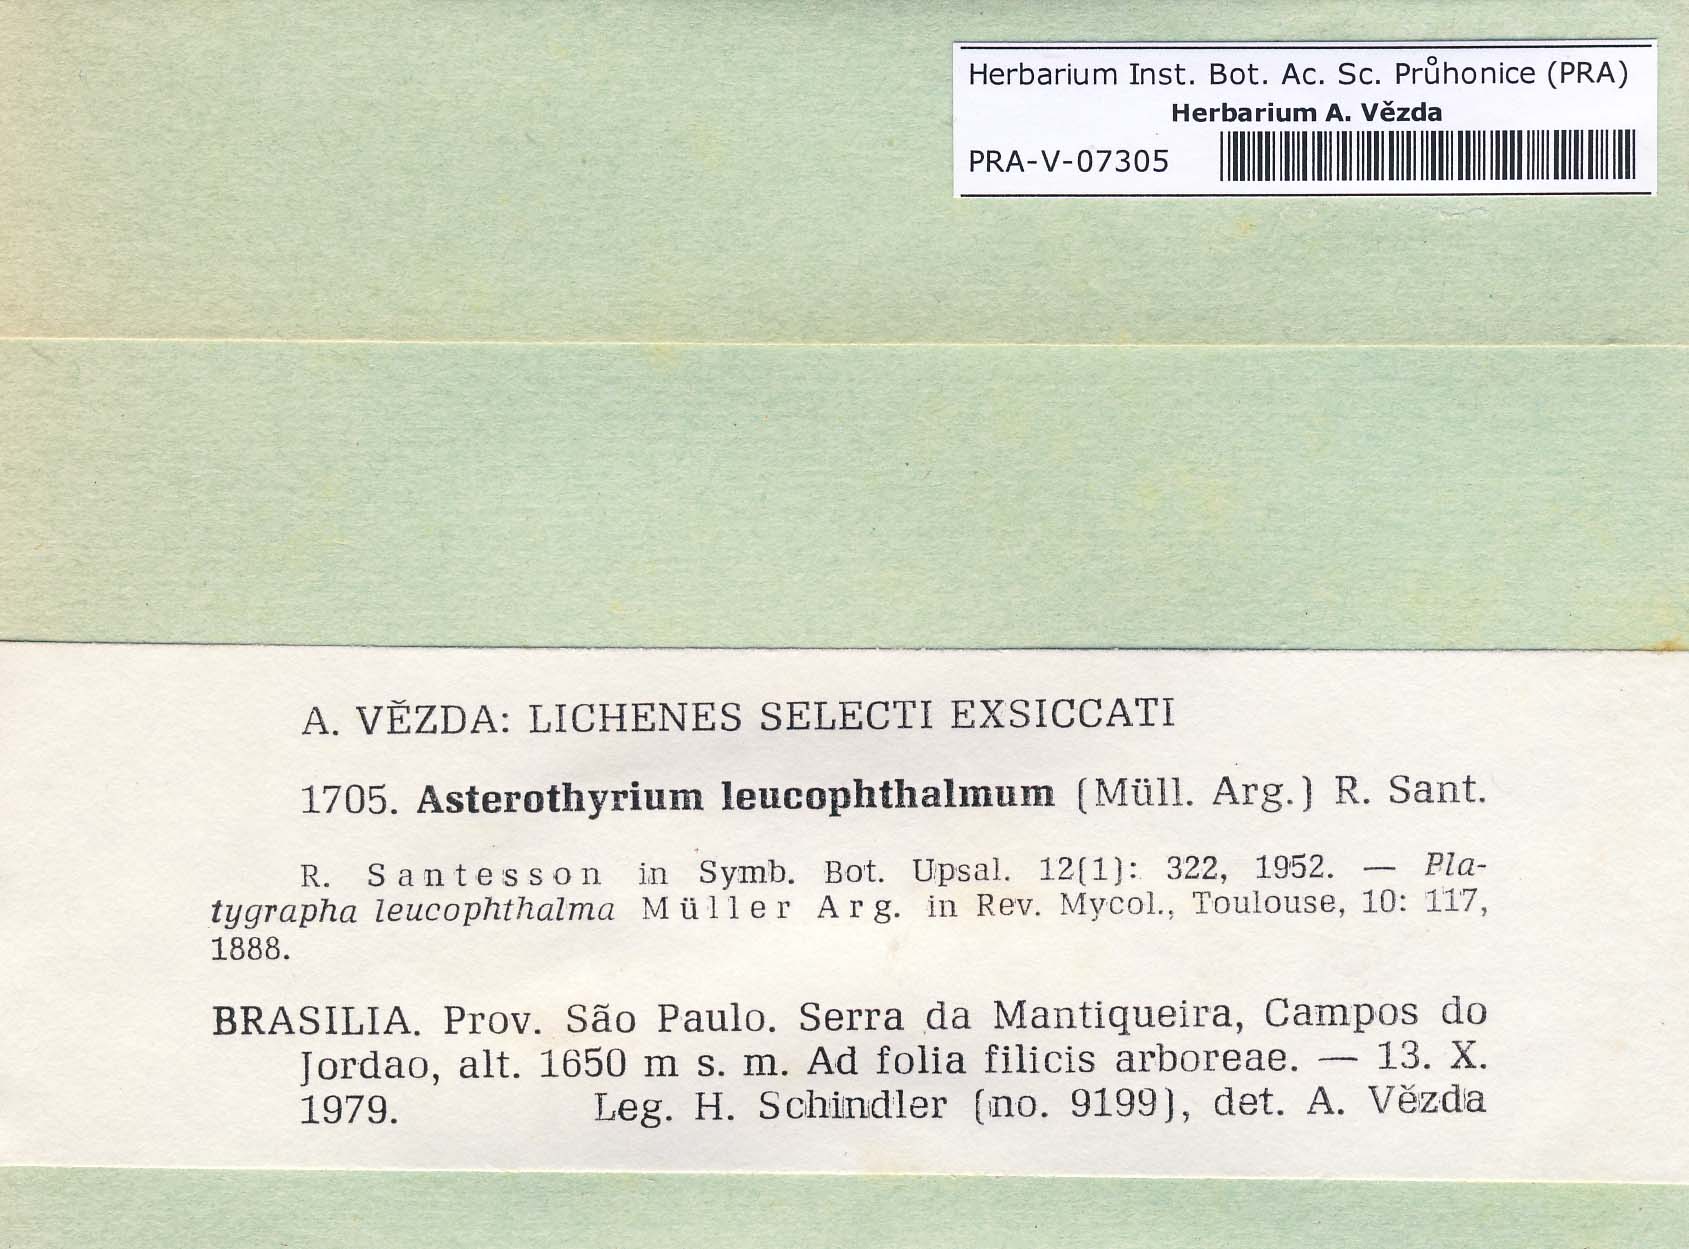 Herbarium Inst. Bot. Ac. Sc. Průhonice (PRA)
Herbarium A. Vězda
PRA-V-07305
A. VĚZDA: LICHENES SELECTI EXSICCATI
1705. Asterothyrium leucophthalmum (Müll. Arg.) R. Sant.
R. Santesson in Symb. Bot. Upsal. 12(1): 322, 1952. — Pla-
tygrapha leucophthalma Müller Arg. in Rev. Mycol., Toulouse, 10: 117,
1888.
BRASILIA. Prov. São Paulo. Serra da Mantiqueira, Campos do
Jordao, alt. 1650 m s. m. Ad folia filicis arboreae. — 13. X.
1979. Leg. H. Schindler (no. 9199), det. A. Vězda